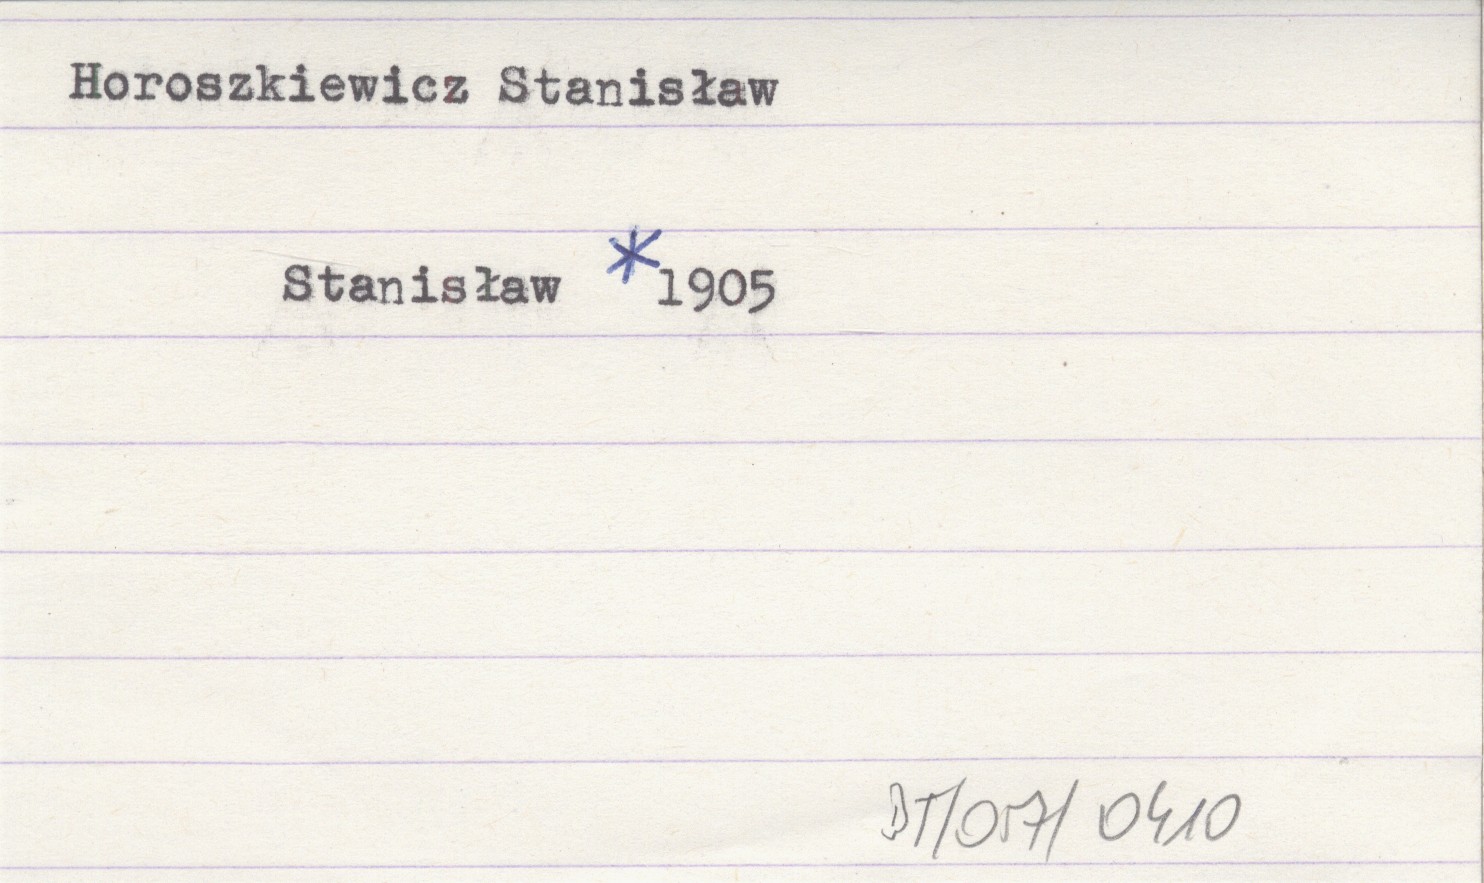 Horoszkiewicz Stanisław
Stanisław *1905
DT/057/0410